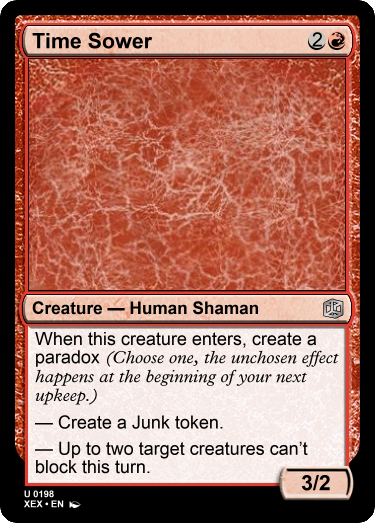 Time Sower
2
Creature — Human Shaman
When this creature enters, create a
paradox (Choose one, the unchosen effect
happens at the beginning of your next
upkeep.)
— Create a Junk token.
— Up to two target creatures can't
block this turn.
3/2
U 0198
XEX • EN